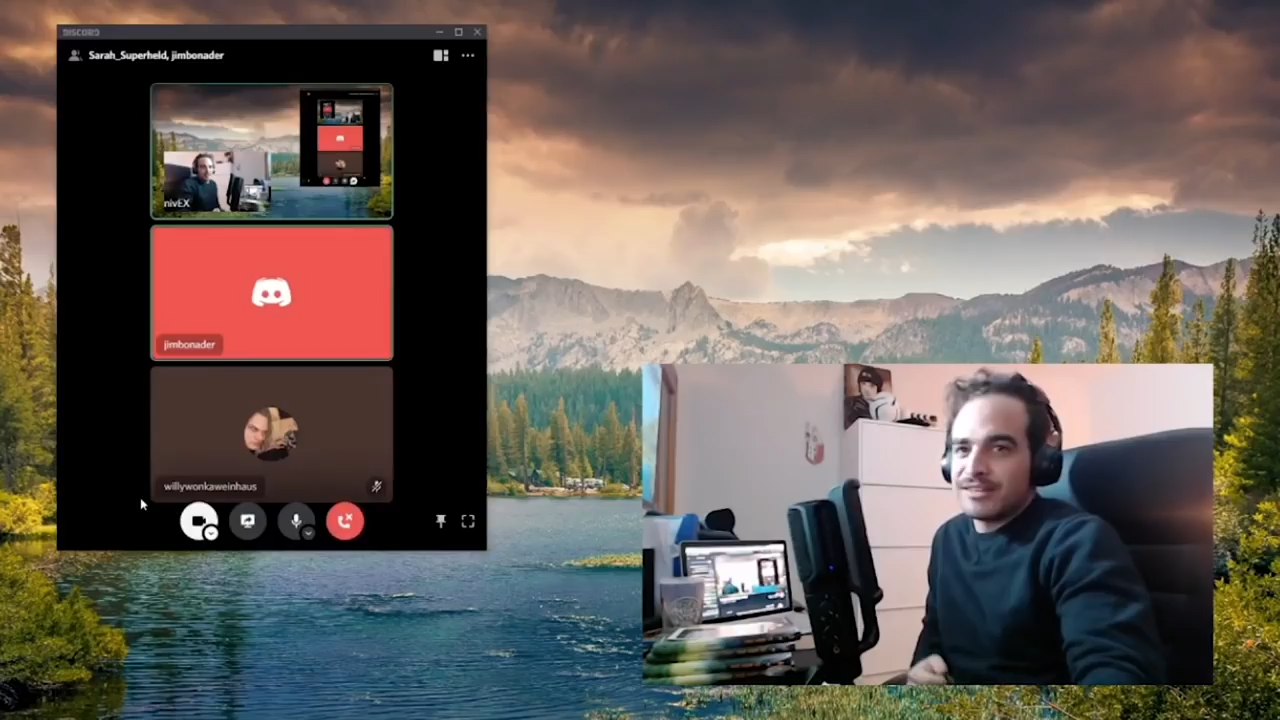 DISCORD
Sarah_Superheld, jimbonader
nivEX
jimbonader
willywonkaweinhaus